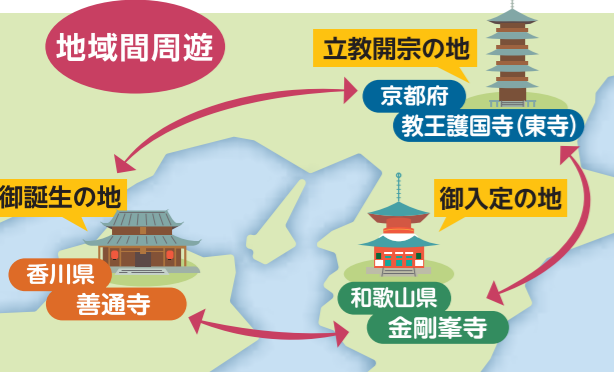 地域間周遊
立教開宗の地
京都府
教王護国寺(東寺)
御誕生の地
香川県
善通寺
御入定の地
和歌山県
金剛峯寺